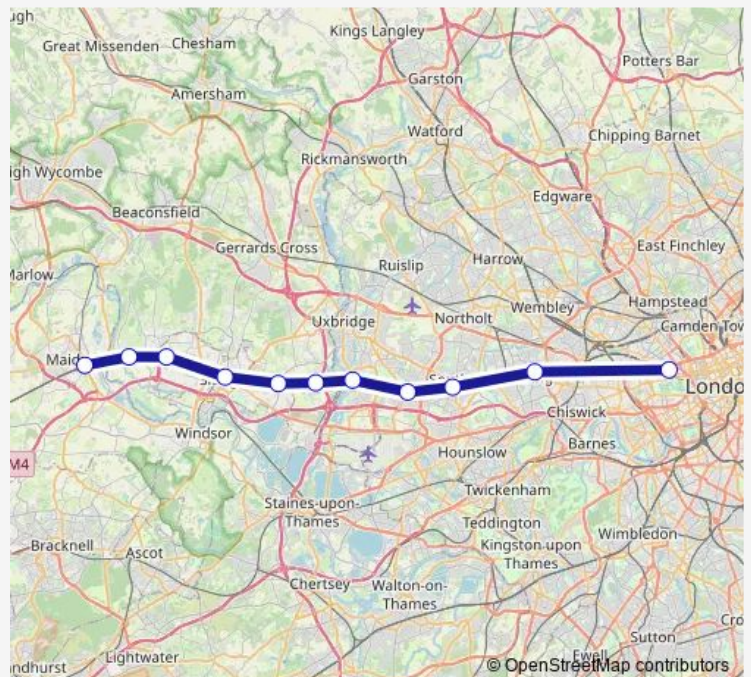 ugh
Great Missenden
Chesham
Kings Langley
Potters Bar
Garston
Amersham
Watford
Chipping Barnet
Rickmansworth
igh Wycombe
Edgware
Beaconsfield
Gerrards Cross
Harrow
East Finchley
Ruislip
Marlow
Hampstead
Uxbridge
Northolt
Wembley
Camden Tow
Maid
Londo
Chiswick
Windsor
Barnes
Hounslow
M4
Twickenham
Staines-upon-
Thames
Teddington
Wimbledon
Kingston upon
Thames
Bracknell
Ascot
Chertsey
Walton-on-
Thames
Cro
Sutton
Lightwater
Ewell
ndhurst
© OpenStreetMap contributors